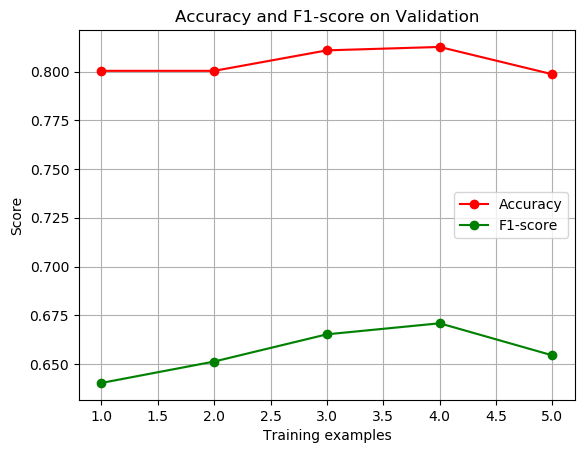 Accuracy and F1-score on Validation
0.800
0.775
0.750
0.725
0.700
0.675
0.650
Score
Accuracy
F1-score
1.0 1.5 2.0 2.5 3.0 3.5 4.0 4.5 5.0
Training examples